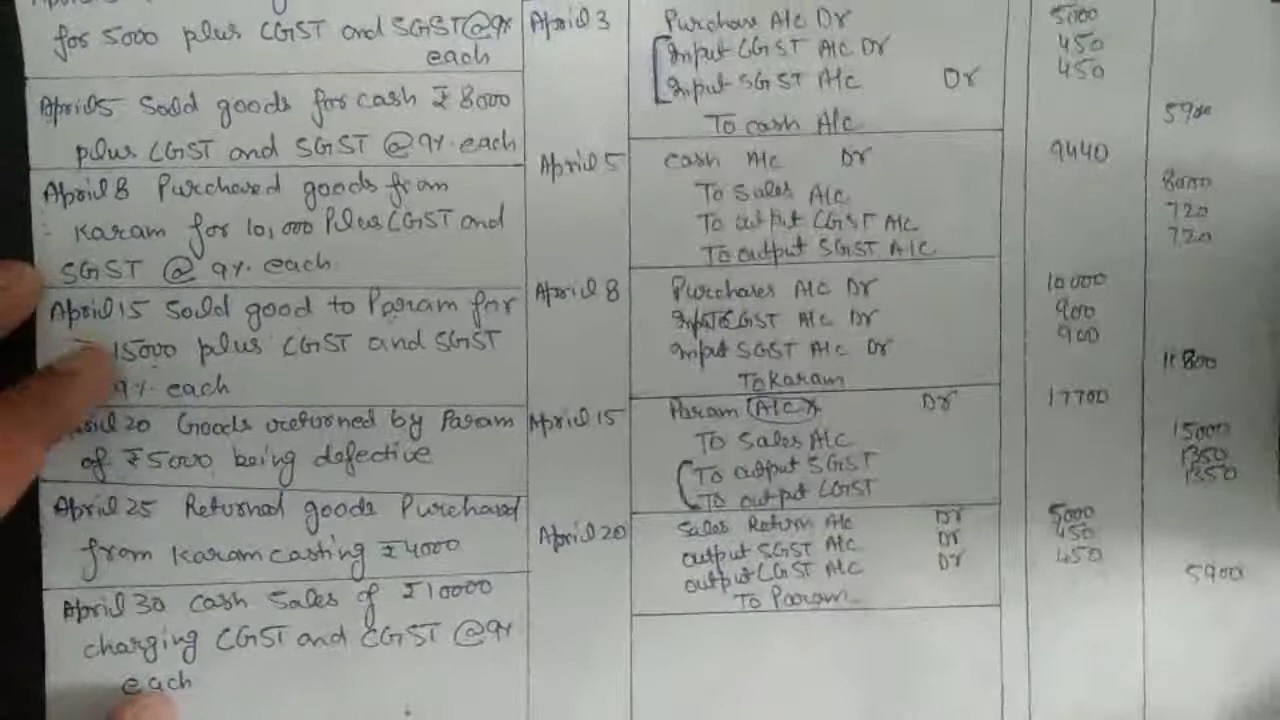 for 5000 plus CGST and SGST@9%
each
April5 Sold goods for cash ₹8000
plus CGST and SGST @9% each
April 8 Purchased goods from
Karam for 10,000 Plus CGST and
SGST @ 9% each
April 15 Sold good to Param for
15000 plus CGST and SGST
9% each
20 Goods returned by Param
of ₹5000 being defective
April 25 Returned goods Purchased
from Karam casting ₹4000
April 30 cash Sales of ₹10000
charging CGST and CGST @9%
each
April 3
Purchase A/c Dr 5000
Input CGST A/c Dr 450
Input SGST A/c Dr 450
To cash A/c 5900
April 5
cash A/c Dr 9440
To Sales A/c 8000
To output CGST A/c 720
To output SGST A/c 720
April 8
Purchases A/c Dr 10000
Input CGST A/c Dr 900
Input SGST A/c Dr 900
To Karam 11800
April 15
Param A/c Dr 17700
To Sales A/c 15000
To output SGST 1350
To output CGST 1350
April 20
Sales Return A/c Dr 5000
output SGST A/c Dr 450
output CGST A/c Dr 450
To Param 5900